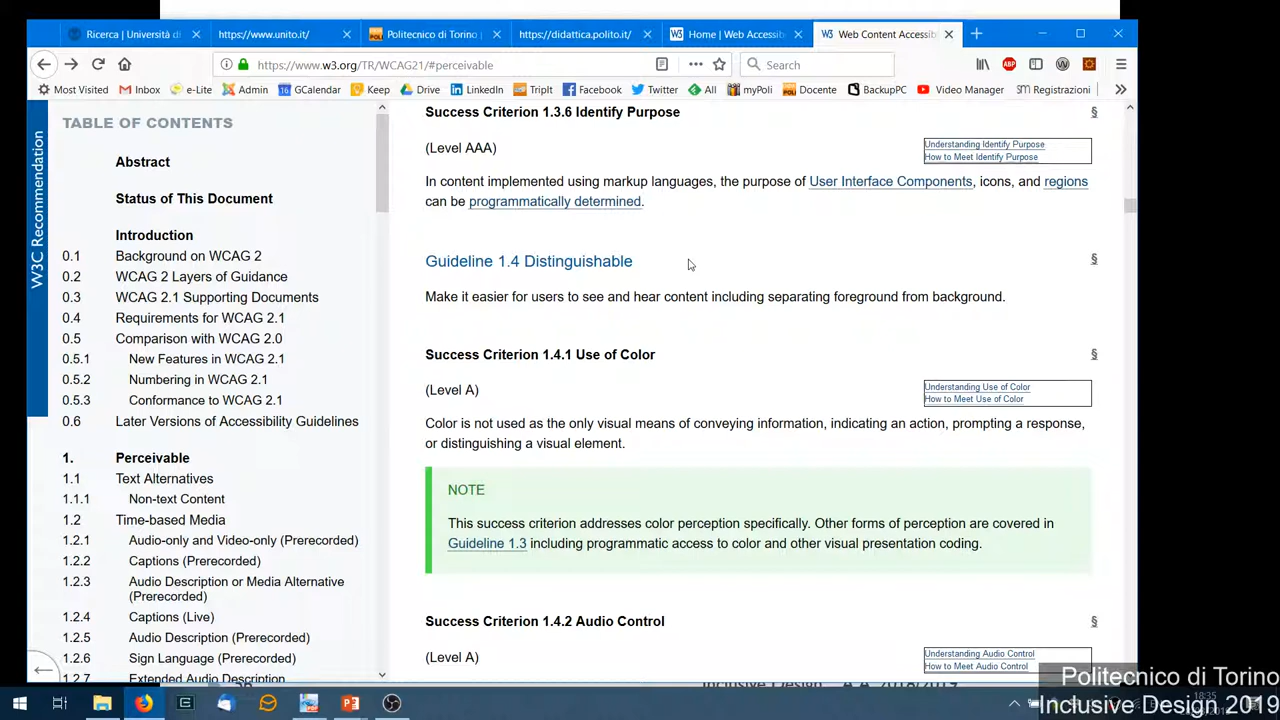 Ricerca | Università di
https://www.unito.it/
Politecnico di Torino
https://didattica.polito.it/
Home | Web Accessib
Web Content Accessib
https://www.w3.org/TR/WCAG21/#perceivable
Search
Most Visited
Inbox
e-Lite
Admin
GCalendar
Keep
Drive
LinkedIn
TripIt
Facebook
Twitter
All
myPoli
Docente
BackupPC
Video Manager
Registrazioni
W3C Recommendation
TABLE OF CONTENTS
Abstract
Status of This Document
Introduction
0.1 Background on WCAG 2
0.2 WCAG 2 Layers of Guidance
0.3 WCAG 2.1 Supporting Documents
0.4 Requirements for WCAG 2.1
0.5 Comparison with WCAG 2.0
0.5.1 New Features in WCAG 2.1
0.5.2 Numbering in WCAG 2.1
0.5.3 Conformance to WCAG 2.1
0.6 Later Versions of Accessibility Guidelines
1. Perceivable
1.1 Text Alternatives
1.1.1 Non-text Content
1.2 Time-based Media
1.2.1 Audio-only and Video-only (Prerecorded)
1.2.2 Captions (Prerecorded)
1.2.3 Audio Description or Media Alternative
(Prerecorded)
1.2.4 Captions (Live)
1.2.5 Audio Description (Prerecorded)
1.2.6 Sign Language (Prerecorded)
1.2.7 Extended Audio Description
Success Criterion 1.3.6 Identify Purpose
§
(Level AAA)
Understanding Identify Purpose
How to Meet Identify Purpose
In content implemented using markup languages, the purpose of User Interface Components, icons, and regions
can be programmatically determined.
Guideline 1.4 Distinguishable
§
Make it easier for users to see and hear content including separating foreground from background.
Success Criterion 1.4.1 Use of Color
§
(Level A)
Understanding Use of Color
How to Meet Use of Color
Color is not used as the only visual means of conveying information, indicating an action, prompting a response,
or distinguishing a visual element.
NOTE
This success criterion addresses color perception specifically. Other forms of perception are covered in
Guideline 1.3 including programmatic access to color and other visual presentation coding.
Success Criterion 1.4.2 Audio Control
§
(Level A)
Understanding Audio Control
How to Meet Audio Control
Inclusive Design A.A. 2018/2019
18:35
Politecnico di Torino
Inclusive Design 2019